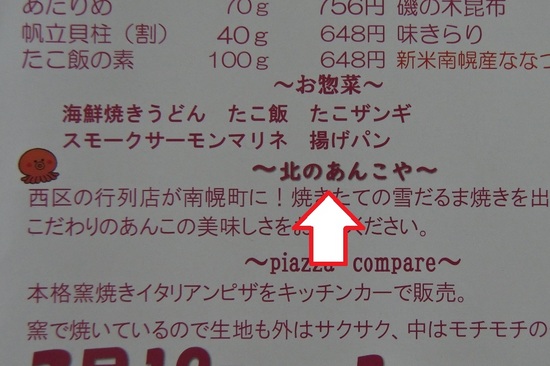 あたりめ 70g 756円 磯の木昆布
帆立貝柱（割） 40g 648円 味きらり
たこ飯の素 100g 648円 新米南幌産ななつ
～お惣菜～
海鮮焼きうどん たこ飯 たこザンギ
スモークサーモンマリネ 揚げパン
～北のあんこや～
西区の行列店が南幌町に！焼きたての雪だるま焼きを出
こだわりのあんこの美味しさをお ください。
～piazza compare～
本格窯焼きイタリアンピザをキッチンカーで販売。
窯で焼いているので生地も外はサクサク、中はモチモチの